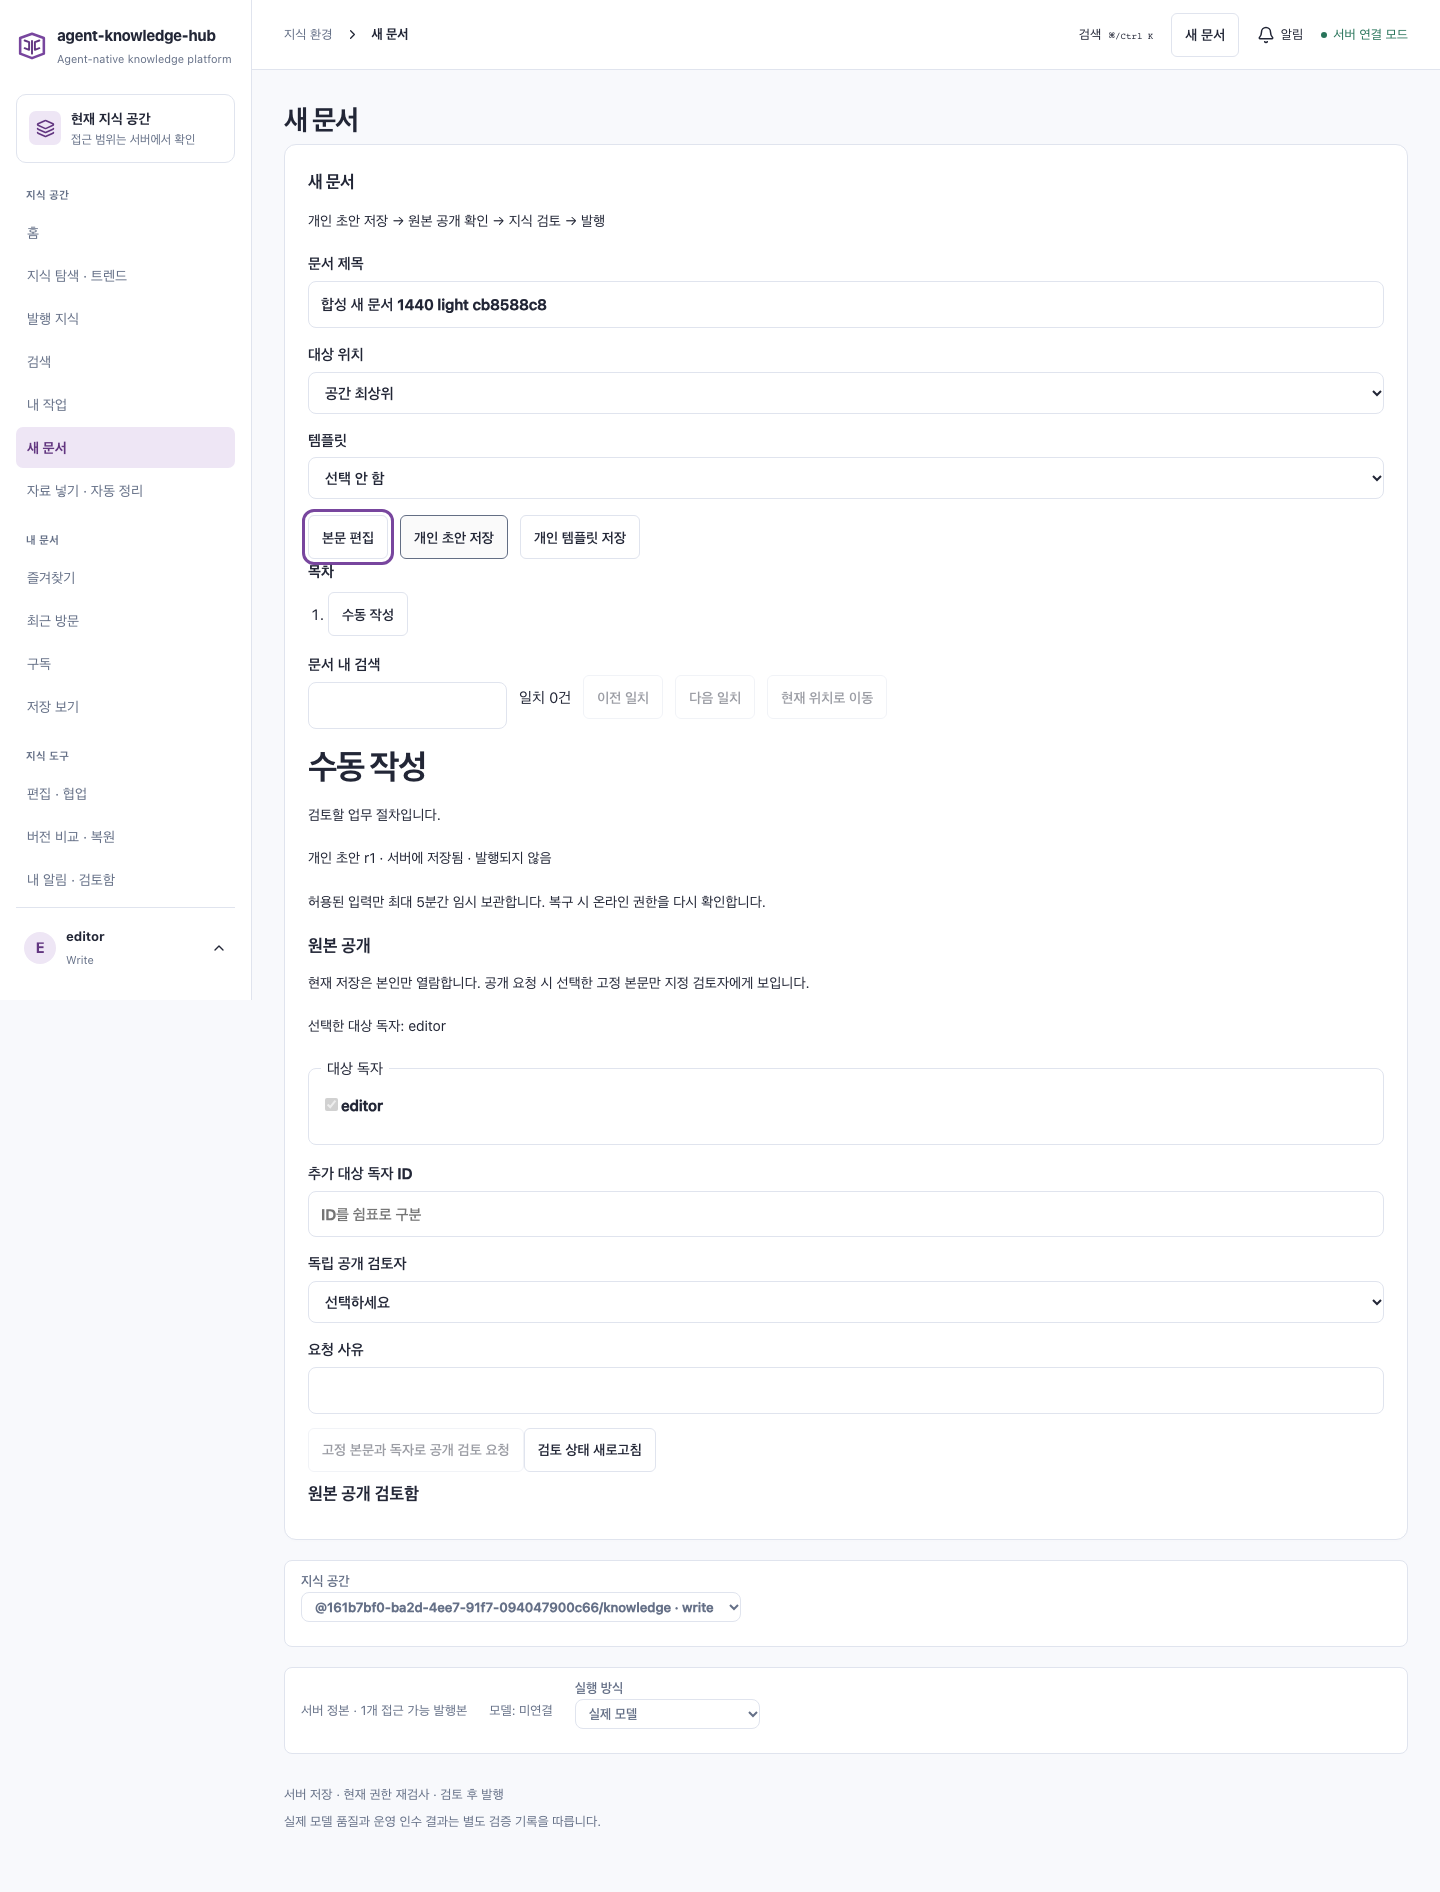 agent-knowledge-hub
Agent-native knowledge platform
현재 지식 공간
접근 범위는 서버에서 확인
지식 공간
홈
지식 탐색 · 트렌드
발행 지식
검색
내 작업
새 문서
자료 넣기 · 자동 정리
내 문서
즐겨찾기
최근 방문
구독
저장 보기
지식 도구
편집 · 협업
버전 비교 · 복원
내 알림 · 검토함
E
editor
Write
지식 환경 > 새 문서
검색 ⌘/Ctrl K
새 문서
알림
서버 연결 모드
새 문서
새 문서
개인 초안 저장 → 원본 공개 확인 → 지식 검토 → 발행
문서 제목
합성 새 문서 1440 light cb8588c8
대상 위치
공간 최상위
템플릿
선택 안 함
본문 편집 개인 초안 저장 개인 템플릿 저장
목차
1. 수동 작성
문서 내 검색
일치 0건 이전 일치 다음 일치 현재 위치로 이동
수동 작성
검토할 업무 절차입니다.
개인 초안 r1 · 서버에 저장됨 · 발행되지 않음
허용된 입력만 최대 5분간 임시 보관합니다. 복구 시 온라인 권한을 다시 확인합니다.
원본 공개
현재 저장은 본인만 열람합니다. 공개 요청 시 선택한 고정 본문만 지정 검토자에게 보입니다.
선택한 대상 독자: editor
대상 독자
editor
추가 대상 독자 ID
ID를 쉼표로 구분
독립 공개 검토자
선택하세요
요청 사유
고정 본문과 독자로 공개 검토 요청 검토 상태 새로고침
원본 공개 검토함
지식 공간
@161b7bf0-ba2d-4ee7-91f7-094047900c66/knowledge · write
실행 방식
서버 정본 · 1개 접근 가능 발행본 모델: 미연결 실제 모델
서버 저장 · 현재 권한 재검사 · 검토 후 발행
실제 모델 품질과 운영 인수 결과는 별도 검증 기록을 따릅니다.